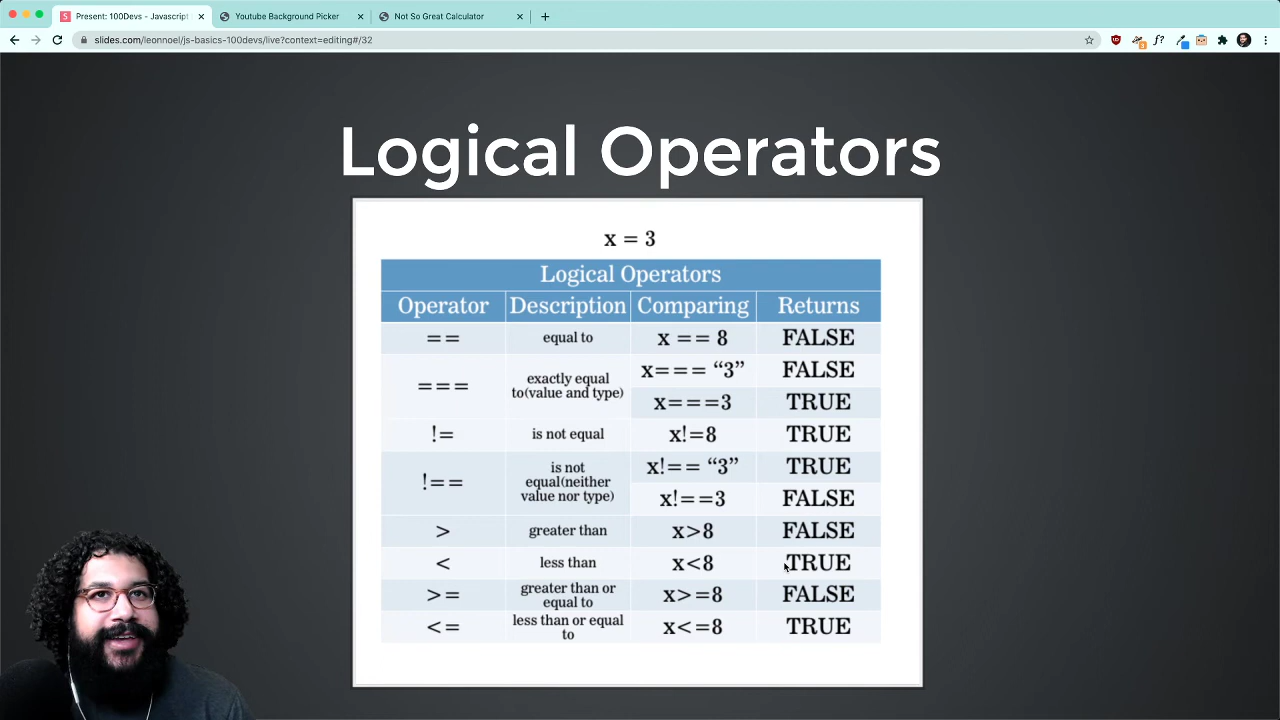 Present: 100Devs - Javascript
Youtube Background Picker
Not So Great Calculator
slides.com/leonnoel/js-basics-100devs/live?context=editing#/32
Logical Operators
x = 3
Logical Operators
Operator Description Comparing Returns
== equal to x == 8 FALSE
=== exactly equal to(value and type) x=== “3” FALSE
x===3 TRUE
!= is not equal x!=8 TRUE
!== is not equal(neither value nor type) x!== “3” TRUE
x!==3 FALSE
> greater than x>8 FALSE
< less than x<8 TRUE
>= greater than or equal to x>=8 FALSE
<= less than or equal to x<=8 TRUE